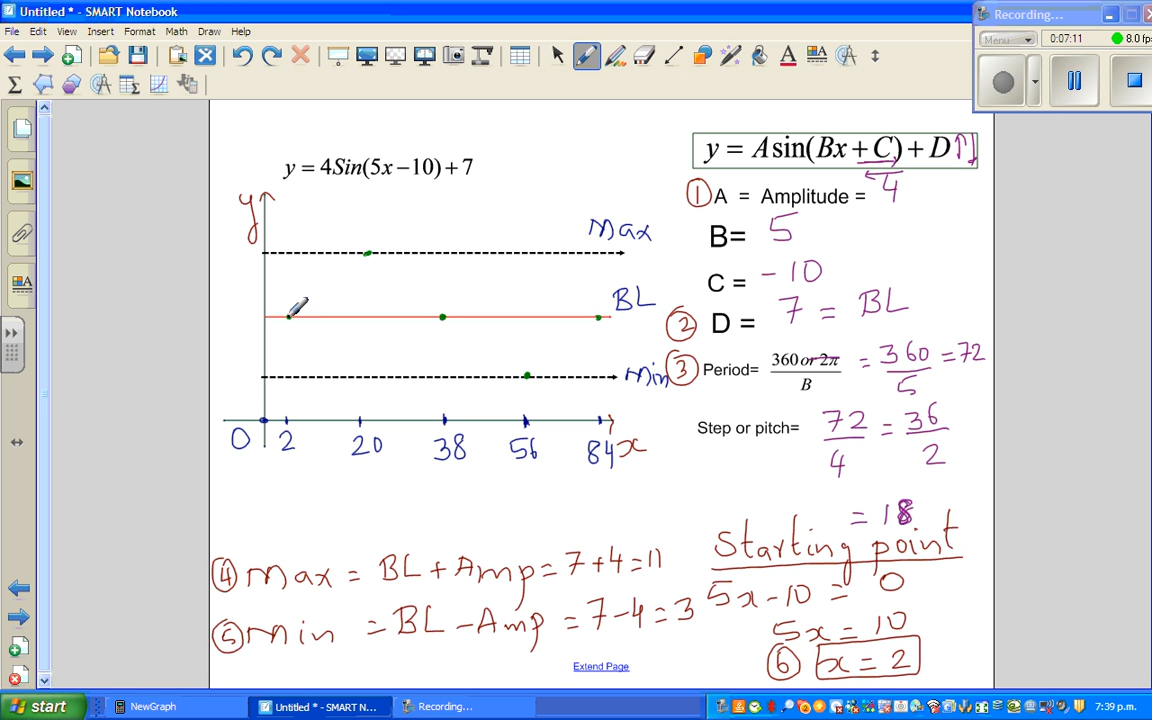 Untitled * - SMART Notebook
Recording...
File Edit View Insert Format Math Draw Help
Menu
0:07:11
8.0 fp
y = 4Sin(5x−10)+7
y = A sin(Bx + C) + D ↑↓
① A = Amplitude = 4
B= 5
C = -10
② D = 7 = BL
③ Period= 360 or 2π / B = 360/5 = 72
Step or pitch= 72/4 = 36/2
= 18
y
Max
BL
Min
0 2 20 38 56 84 x
Starting point
5x - 10 = 0
5x = 10
⑥ x = 2
④ Max = BL + Amp = 7 + 4 = 11
⑤ Min = BL - Amp = 7 - 4 = 3
Extend Page
start
NewGraph
Untitled * - SMART N...
Recording...
7:39 p.m.